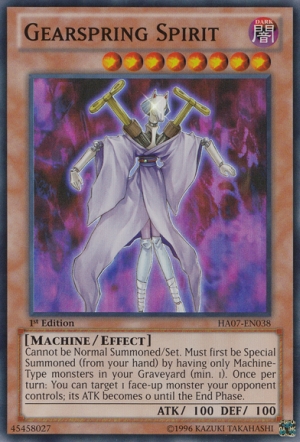 GEARSPRING SPIRIT
DARK
闇
HA07-EN038
1st Edition
[MACHINE/EFFECT]
Cannot be Normal Summoned/Set. Must first be Special
Summoned (from your hand) by having only Machine-
Type monsters in your Graveyard (min. 1). Once per
turn: You can target 1 face-up monster your opponent
controls; its ATK becomes 0 until the End Phase.
ATK/ 100 DEF/ 100
45458027
©1996 KAZUKI TAKAHASHI